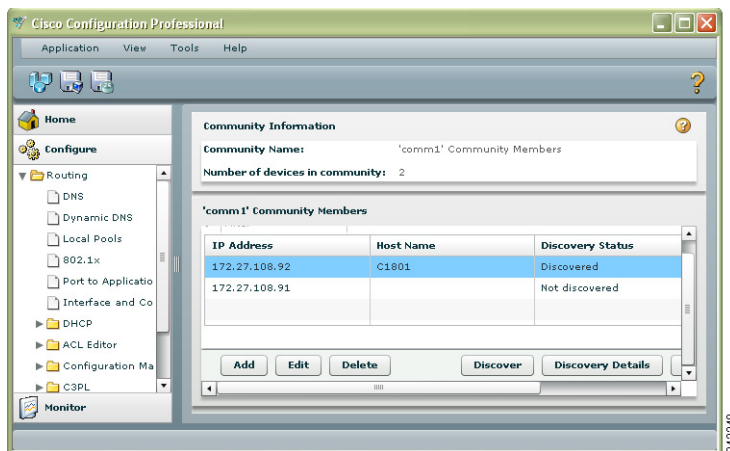 Cisco Configuration Professional
Application View Tools Help
Home
Configure
Routing
DNS
Dynamic DNS
Local Pools
802.1x
Port to Applicatio
Interface and Co
DHCP
ACL Editor
Configuration Ma
C3PL
Monitor
Community Information
Community Name: 'comm1' Community Members
Number of devices in community: 2
'comm1' Community Members
IP Address Host Name Discovery Status
172.27.108.92 C1801 Discovered
172.27.108.91 Not discovered
Add Edit Delete Discover Discovery Details